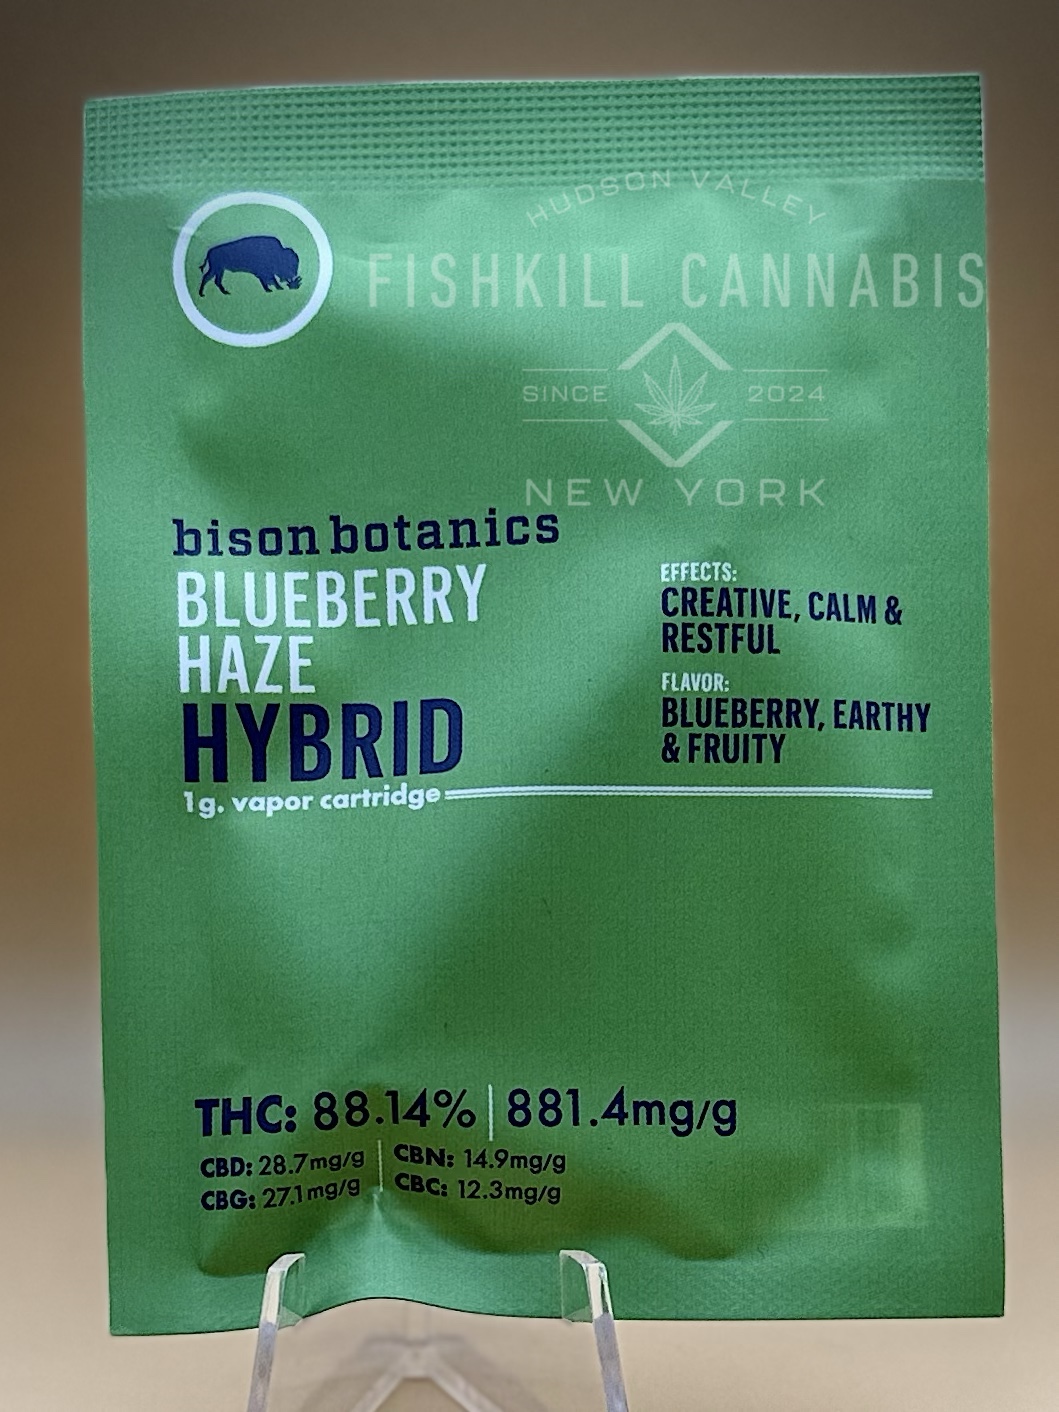 HUDSON VALLEY
FISHKILL CANNABIS
SINCE 2024
NEW YORK
bison botanics
BLUEBERRY
HAZE
HYBRID
1g. vapor cartridge
EFFECTS:
CREATIVE, CALM &
RESTFUL
FLAVOR:
BLUEBERRY, EARTHY
& FRUITY
THC: 88.14% | 881.4mg/g
CBD: 28.7mg/g | CBN: 14.9mg/g
CBG: 27.1mg/g | CBC: 12.3mg/g